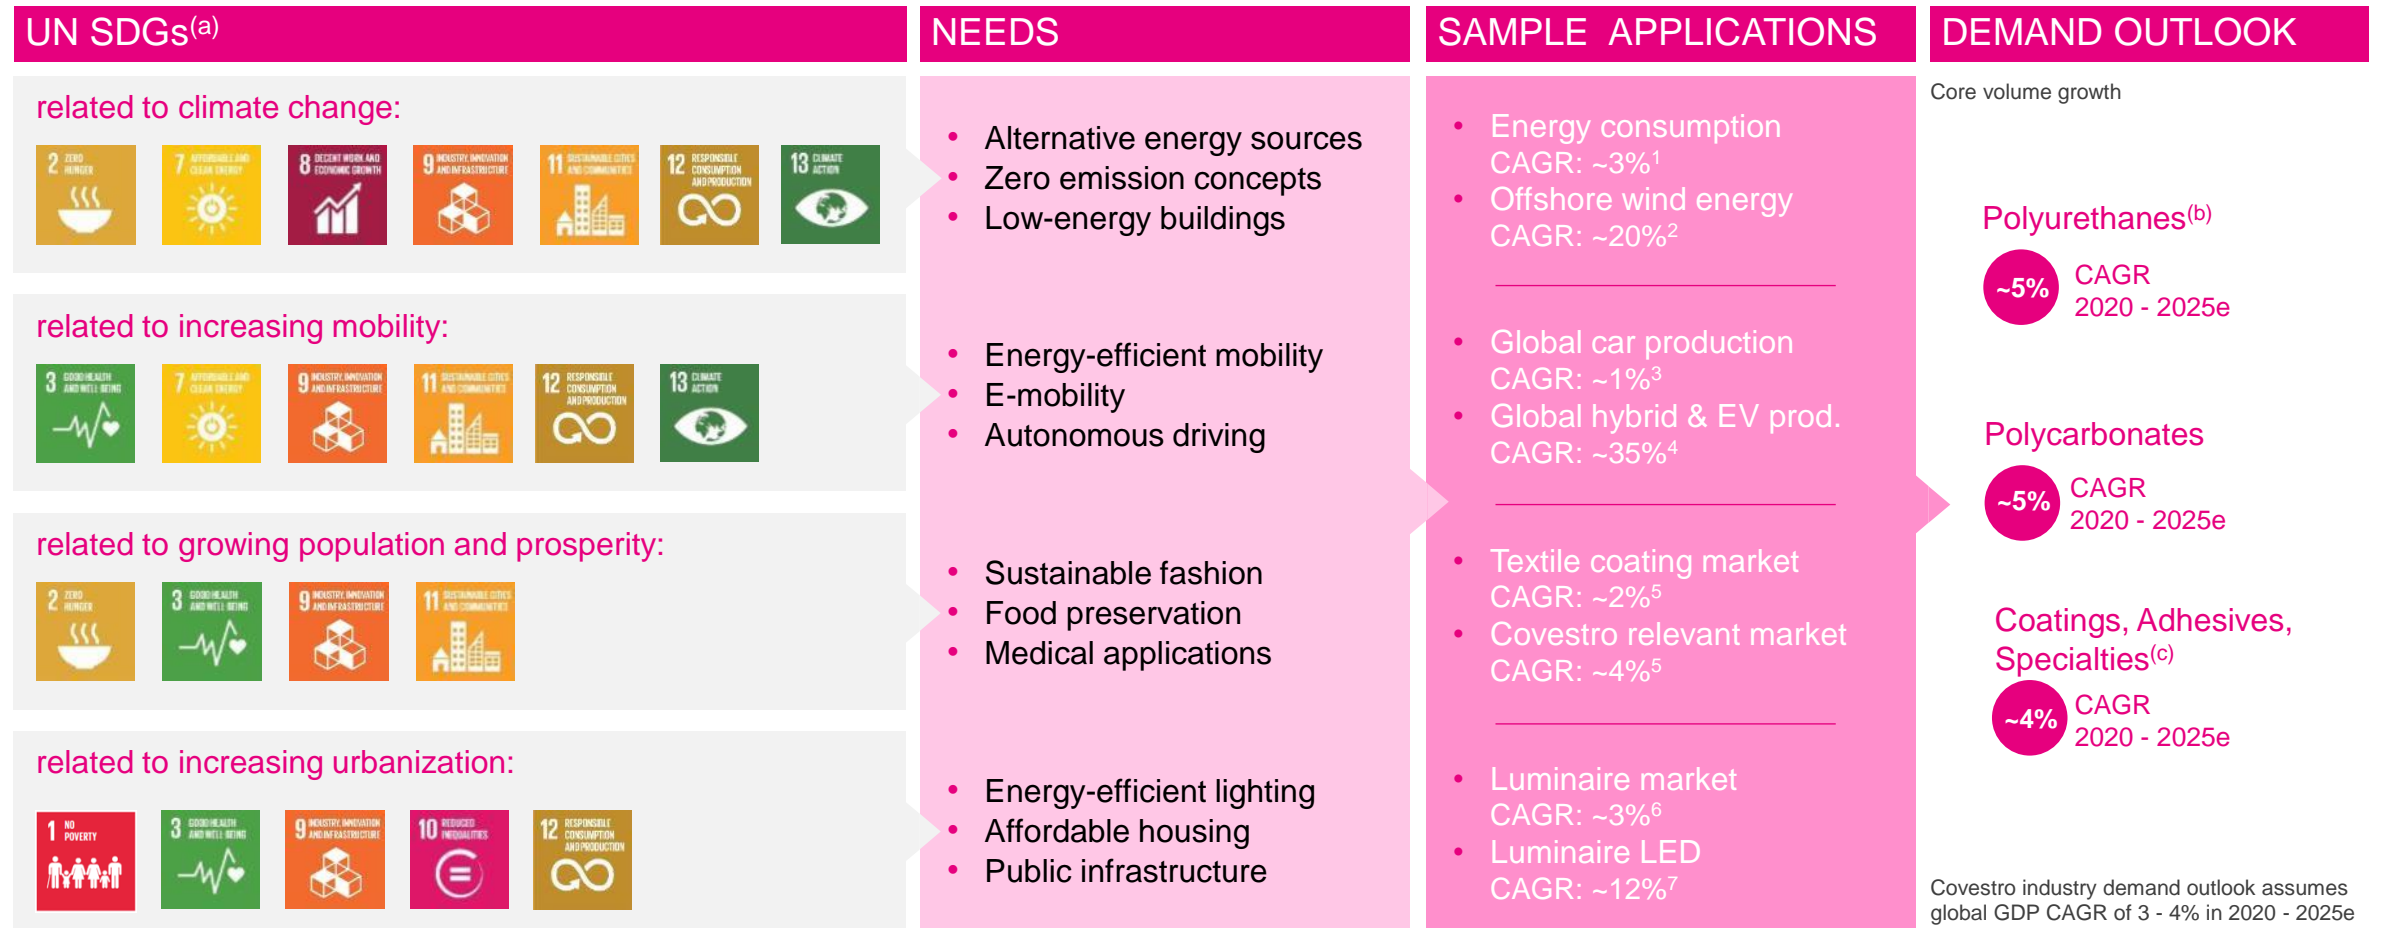 UN SDGs(a)
NEEDS
SAMPLE APPLICATIONS
DEMAND OUTLOOK
related to climate change:
2 ZERO
HUNGER
7 AFFORDABLE AND
CLEAN ENERGY
8 DECENT WORK AND
ECONOMIC GROWTH
9 INDUSTRY, INNOVATION
AND INFRASTRUCTURE
11 SUSTAINABLE CITIES
AND COMMUNITIES
12 RESPONSIBLE
CONSUMPTION
AND PRODUCTION
13 CLIMATE
ACTION
• Alternative energy sources
• Zero emission concepts
• Low-energy buildings
• Energy consumption
CAGR: ~3%1
• Offshore wind energy
CAGR: ~20%2
related to increasing mobility:
3 GOOD HEALTH
AND WELL-BEING
7 AFFORDABLE AND
CLEAN ENERGY
9 INDUSTRY, INNOVATION
AND INFRASTRUCTURE
11 SUSTAINABLE CITIES
AND COMMUNITIES
12 RESPONSIBLE
CONSUMPTION
AND PRODUCTION
13 CLIMATE
ACTION
• Energy-efficient mobility
• E-mobility
• Autonomous driving
• Global car production
CAGR: ~1%3
• Global hybrid & EV prod.
CAGR: ~35%4
related to growing population and prosperity:
2 ZERO
HUNGER
3 GOOD HEALTH
AND WELL-BEING
9 INDUSTRY, INNOVATION
AND INFRASTRUCTURE
11 SUSTAINABLE CITIES
AND COMMUNITIES
• Sustainable fashion
• Food preservation
• Medical applications
• Textile coating market
CAGR: ~2%5
• Covestro relevant market
CAGR: ~4%5
related to increasing urbanization:
1 NO
POVERTY
3 GOOD HEALTH
AND WELL-BEING
9 INDUSTRY, INNOVATION
AND INFRASTRUCTURE
10 REDUCED
INEQUALITIES
12 RESPONSIBLE
CONSUMPTION
AND PRODUCTION
• Energy-efficient lighting
• Affordable housing
• Public infrastructure
• Luminaire market
CAGR: ~3%6
• Luminaire LED
CAGR: ~12%7
Core volume growth
Polyurethanes(b)
~5%
CAGR
2020 - 2025e
Polycarbonates
~5%
CAGR
2020 - 2025e
Coatings, Adhesives,
Specialties(c)
~4%
CAGR
2020 - 2025e
Covestro industry demand outlook assumes
global GDP CAGR of 3 - 4% in 2020 - 2025e